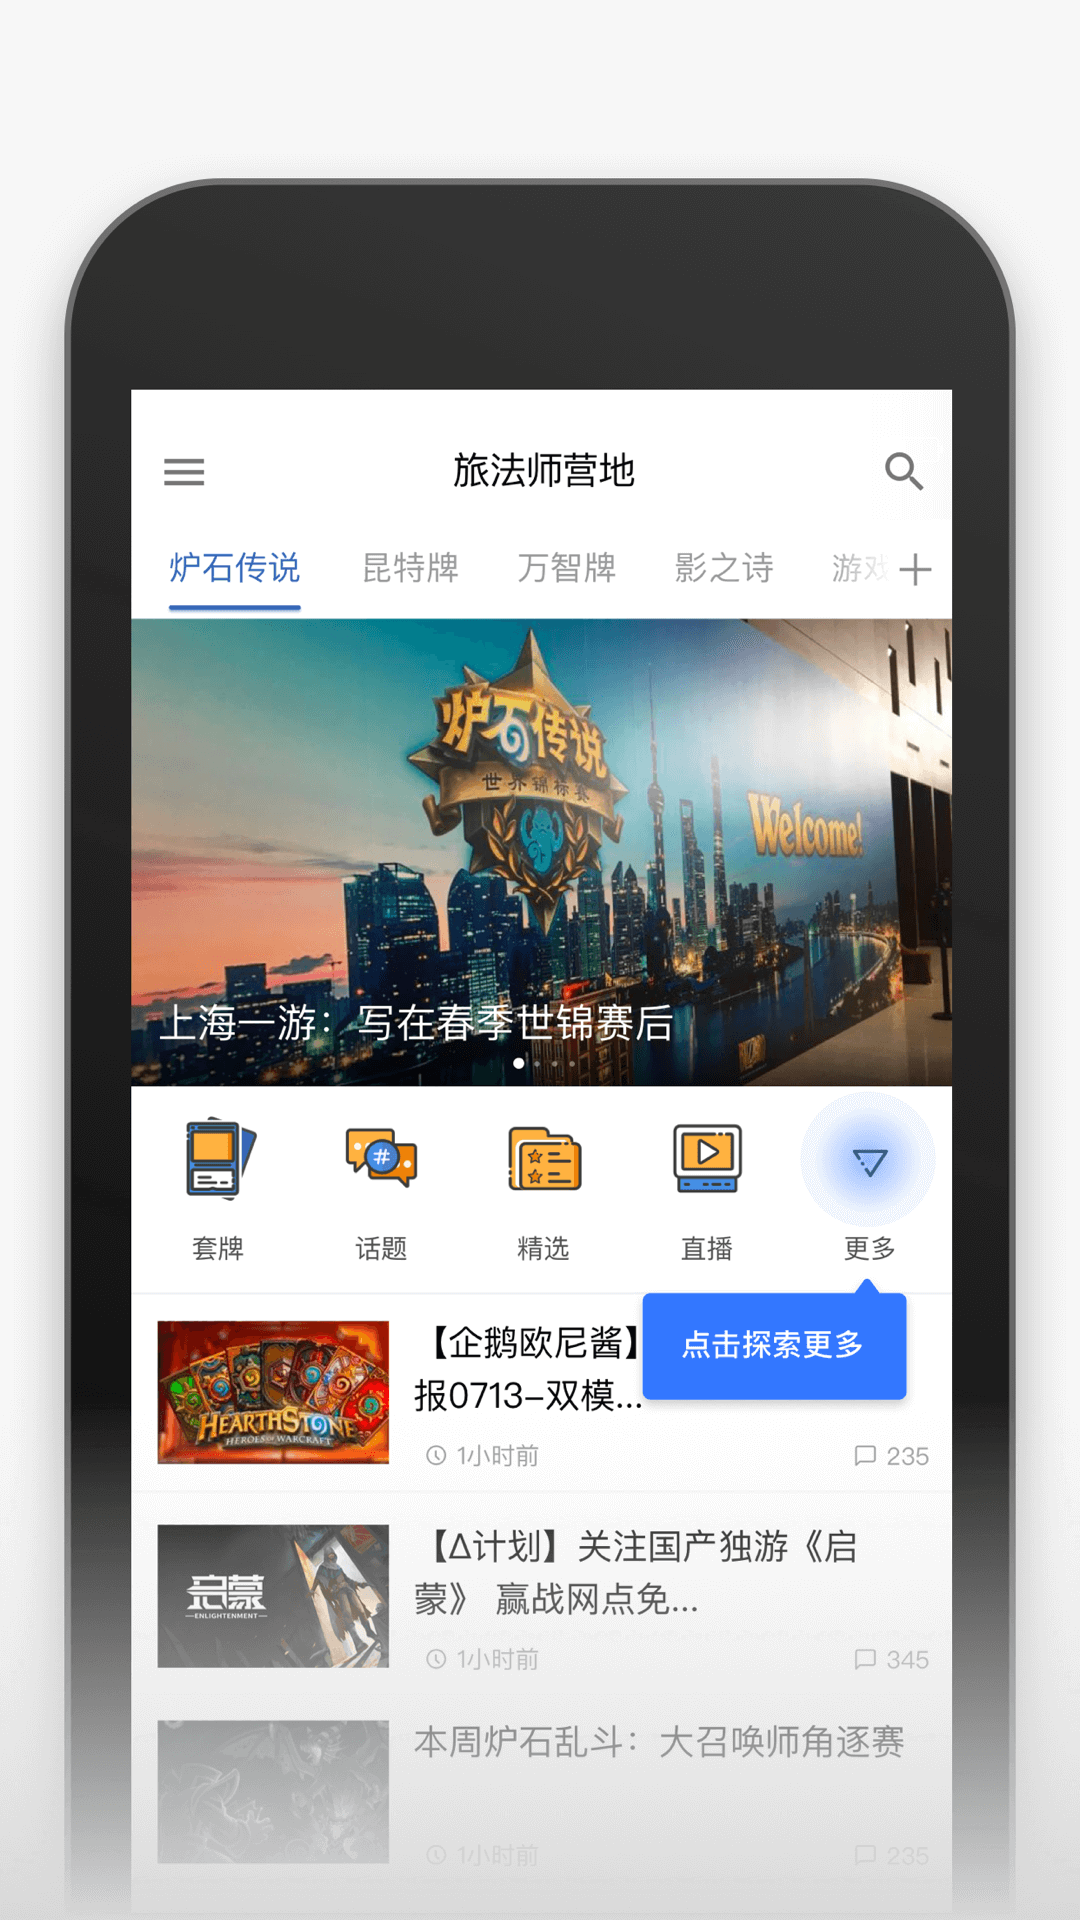 旅法师营地
炉石传说 昆特牌 万智牌 影之诗 游戏
炉石传说
世界锦标赛
Welcome!
上海一游：写在春季世锦赛后
#
套牌 话题 精选 直播 更多
点击探索更多
【企鹅欧尼酱】
报0713-双模...
HEARTHSTONE
HEROES OF WARCRAFT
1小时前 235
【Δ计划】关注国产独游《启
蒙》 赢战网点免...
启蒙
ENLIGHTENMENT
1小时前 345
本周炉石乱斗：大召唤师角逐赛
1小时前 235